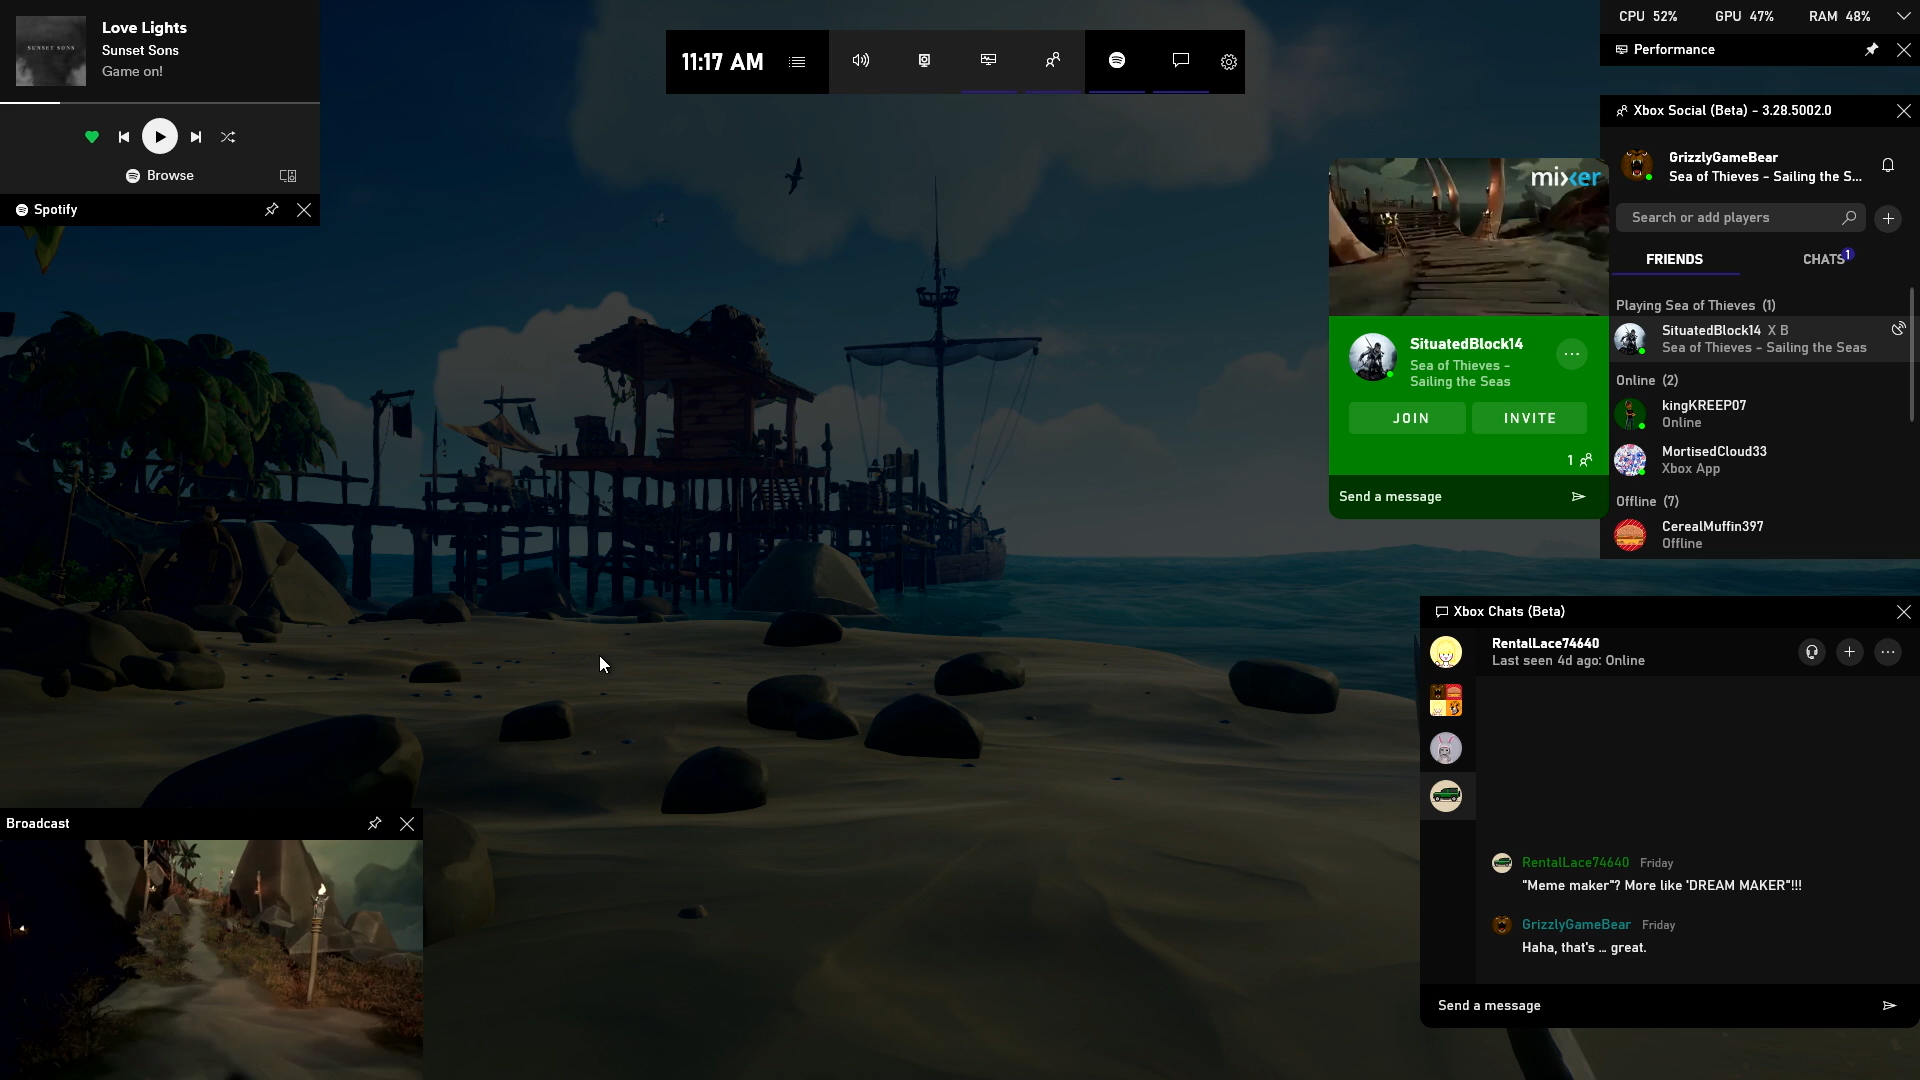 Love Lights
Sunset Sons
Game on!
SUNSET SONS
Browse
Spotify
11:17 AM
CPU 52% GPU 47% RAM 48%
Performance
Xbox Social (Beta) - 3.28.5002.0
GrizzlyGameBear
Sea of Thieves - Sailing the S...
Search or add players
FRIENDS CHATS 1
Playing Sea of Thieves (1)
SituatedBlock14 X B
Sea of Thieves - Sailing the Seas
Online (2)
kingKREEP07
Online
MortisedCloud33
Xbox App
Offline (7)
CerealMuffin397
Offline
mixer
SituatedBlock14
Sea of Thieves -
Sailing the Seas
JOIN INVITE
1
Send a message
Xbox Chats (Beta)
RentalLace74640
Last seen 4d ago: Online
RentalLace74640 Friday
"Meme maker"? More like 'DREAM MAKER"!!!
GrizzlyGameBear Friday
Haha, that's ... great.
Send a message
Broadcast